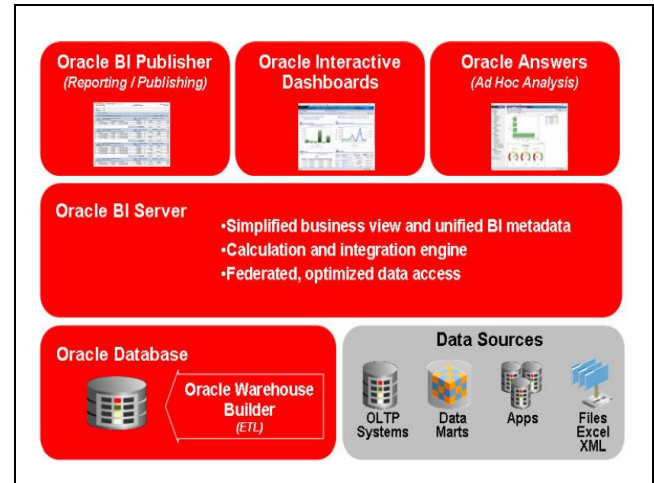 Oracle BI Publisher
(Reporting / Publishing)
Oracle Interactive
Dashboards
Oracle Answers
(Ad Hoc Analysis)
Oracle BI Server
•Simplified business view and unified BI metadata
•Calculation and integration engine
•Federated, optimized data access
Oracle Database
Oracle Warehouse
Builder
(ETL)
Data Sources
OLTP
Systems
Data
Marts
Apps
Files
Excel
XML